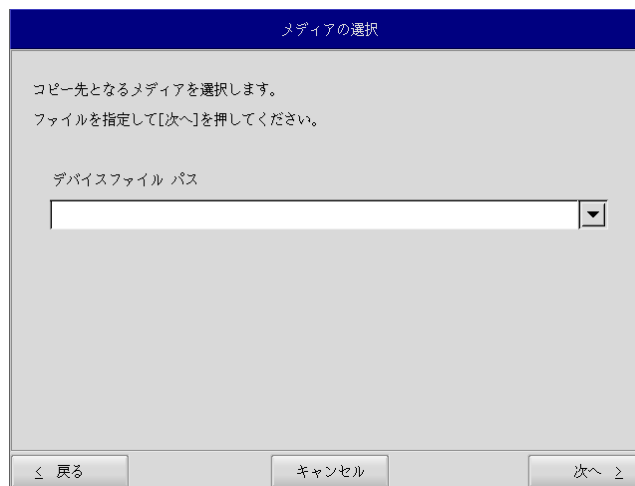 メディアの選択
コピー先となるメディアを選択します。
ファイルを指定して[次へ]を押してください。
デバイスファイル パス
< 戻る
キャンセル
次へ >